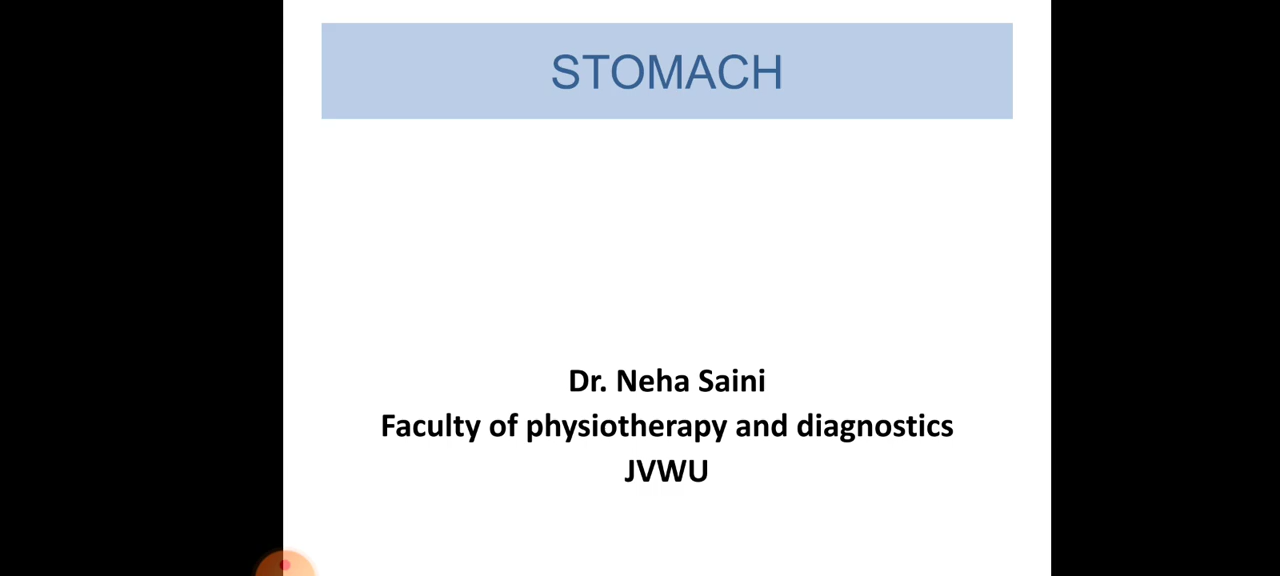 STOMACH
Dr. Neha Saini
Faculty of physiotherapy and diagnostics
JVWU